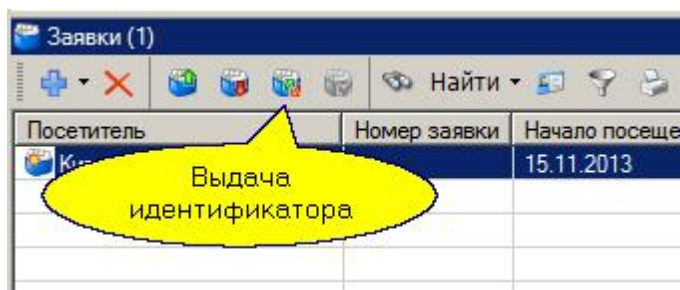 Заявки (1)
Найти
Посетитель Номер заявки Начало посеще
15.11.2013
Выдача
идентификатора